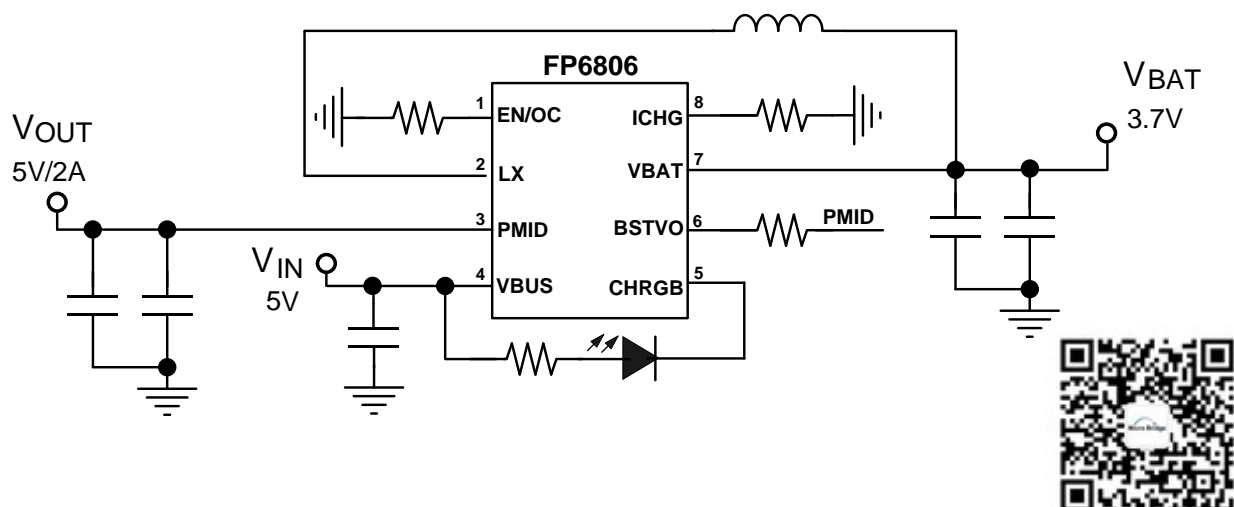 FP6806
VOUT
5V/2A
VIN
5V
VBAT
3.7V
1
EN/OC
2
LX
3
PMID
4
VBUS
8
ICHG
7
VBAT
6
BSTVO
PMID
5
CHRGB